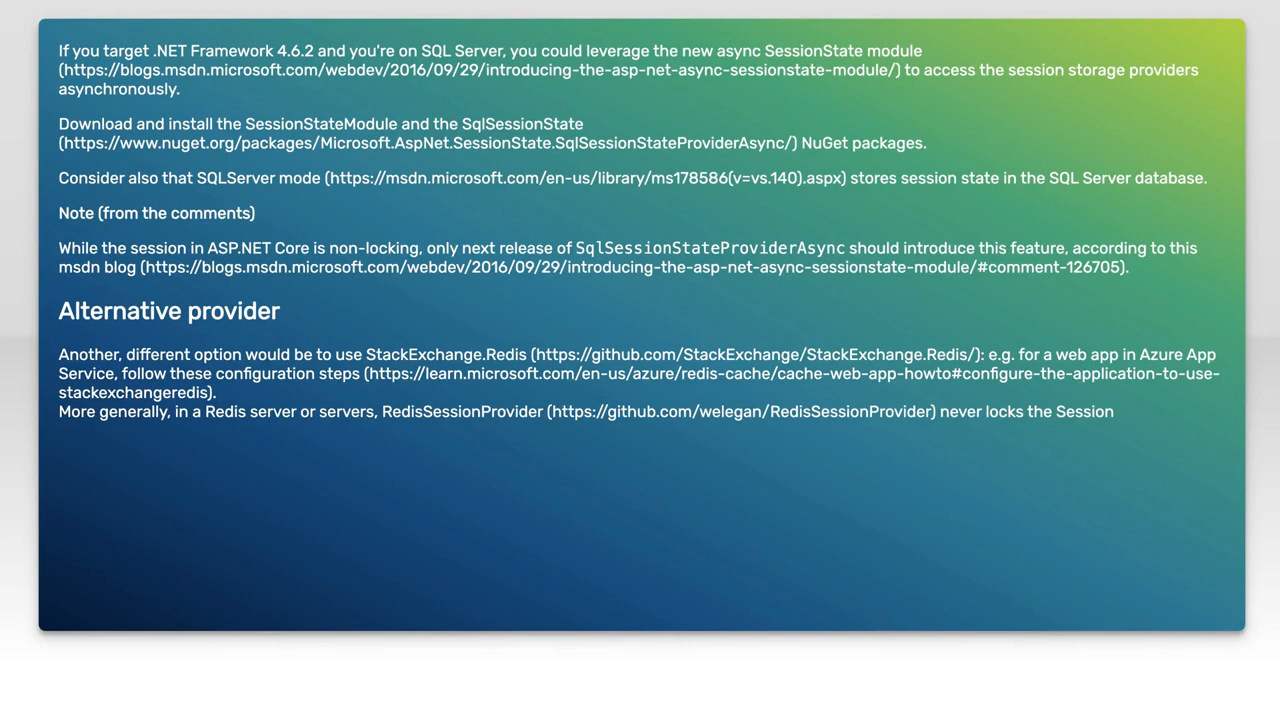 If you target .NET Framework 4.6.2 and you're on SQL Server, you could leverage the new async SessionState module
(https://blogs.msdn.microsoft.com/webdev/2016/09/29/introducing-the-asp-net-async-sessionstate-module/) to access the session storage providers
asynchronously.
Download and install the SessionStateModule and the SqlSessionState
(https://www.nuget.org/packages/Microsoft.AspNet.SessionState.SqlSessionStateProviderAsync/) NuGet packages.
Consider also that SQLServer mode (https://msdn.microsoft.com/en-us/library/ms178586(v=vs.140).aspx) stores session state in the SQL Server database.
Note (from the comments)
While the session in ASP.NET Core is non-locking, only next release of SqlSessionStateProviderAsync should introduce this feature, according to this
msdn blog (https://blogs.msdn.microsoft.com/webdev/2016/09/29/introducing-the-asp-net-async-sessionstate-module/#comment-126705).
Alternative provider
Another, different option would be to use StackExchange.Redis (https://github.com/StackExchange/StackExchange.Redis/): e.g. for a web app in Azure App
Service, follow these configuration steps (https://learn.microsoft.com/en-us/azure/redis-cache/cache-web-app-howto#configure-the-application-to-use-
stackexchangeredis).
More generally, in a Redis server or servers, RedisSessionProvider (https://github.com/welegan/RedisSessionProvider) never locks the Session